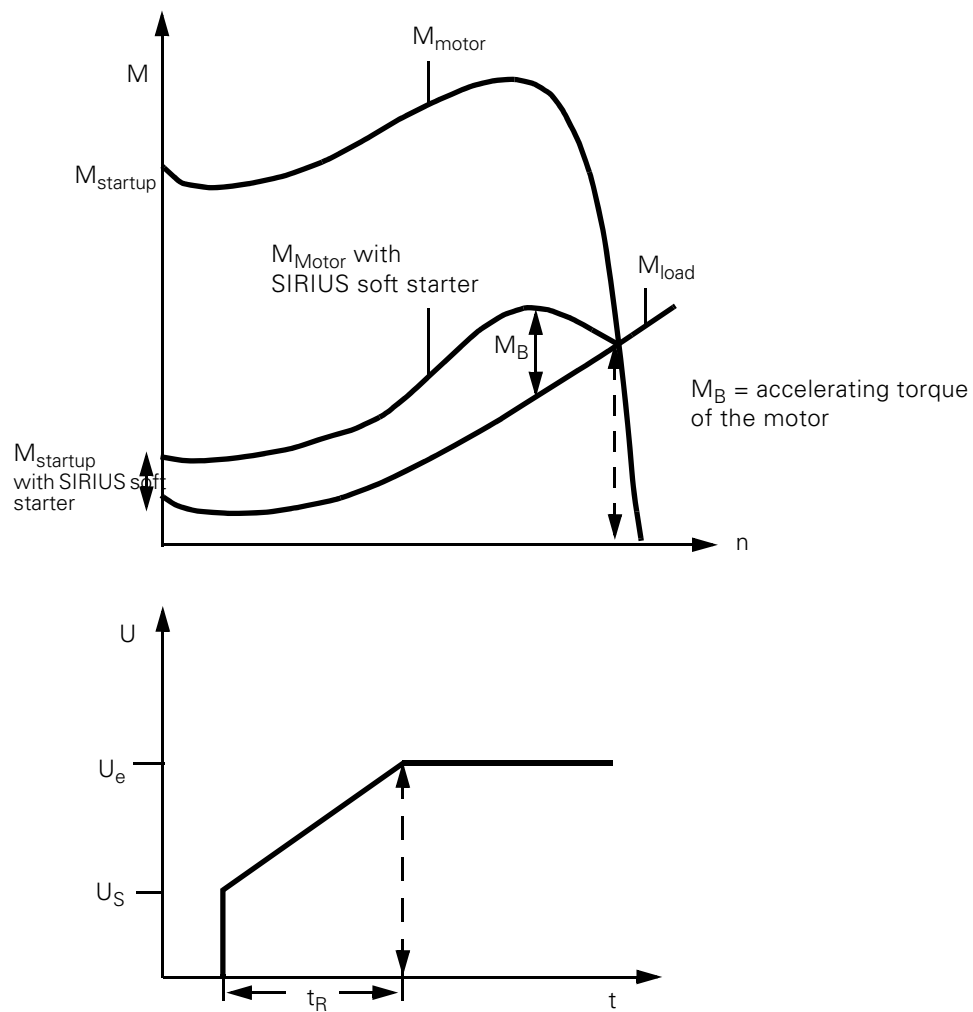 M_motor
M
M_startup
M_Motor with
SIRIUS soft starter
M_load
M_B
M_B = accelerating torque
of the motor
M_startup
with SIRIUS soft
starter
n
U
U_e
U_S
t_R
t